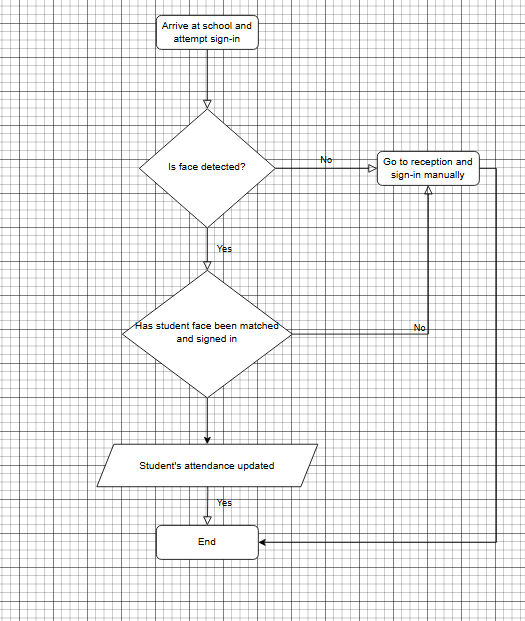 Arrive at school and
attempt sign-in
Is face detected?
No
Go to reception and
sign-in manually
Yes
Has student face been matched
and signed in
No
Student's attendance updated
Yes
End